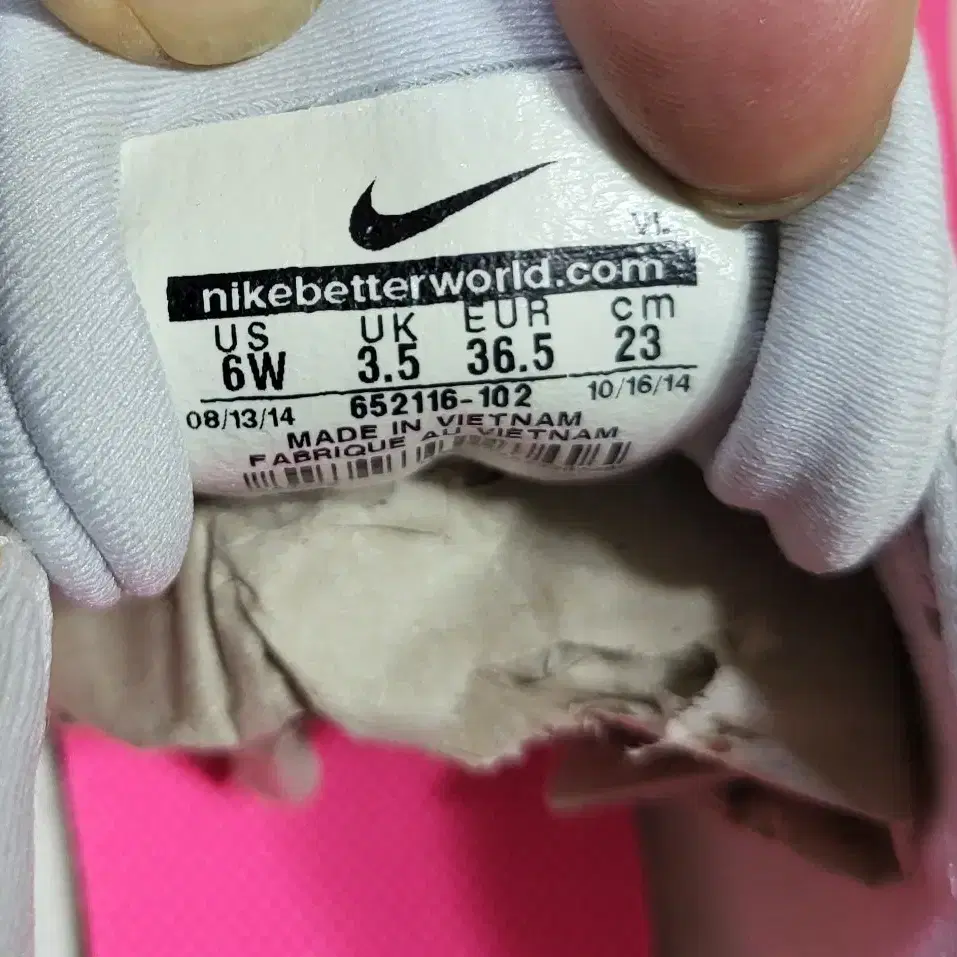 VI.
nikebetterworld.com
US UK EUR cm
6W 3.5 36.5 23
08/13/14 652116-102 10/16/14
MADE IN VIETNAM
FABRIQUE AU VIETNAM